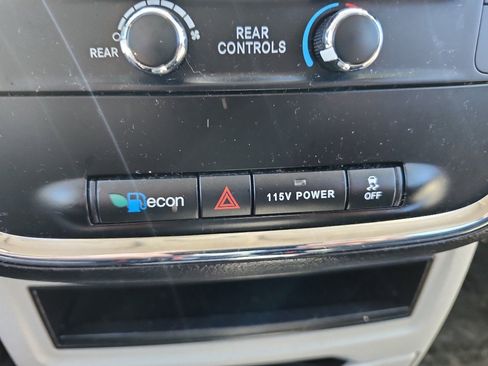 REAR
REAR
CONTROLS
econ
115V POWER
OFF